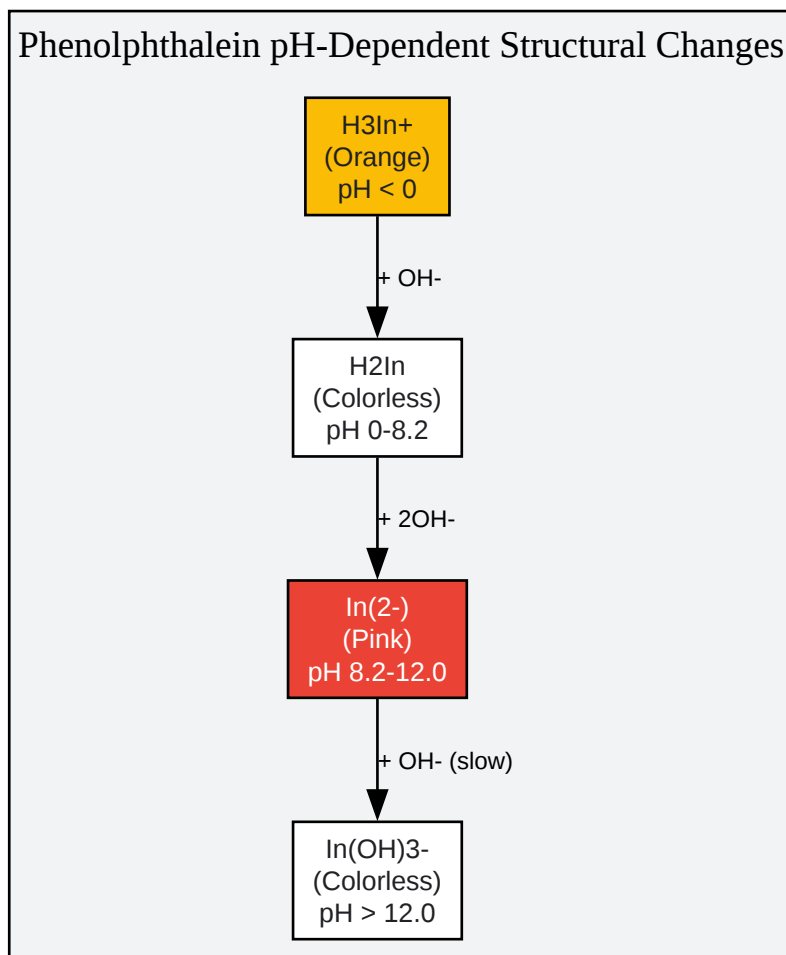 Phenolphthalein pH-Dependent Structural Changes
H3In+
(Orange)
pH < 0
+ OH-
H2In
(Colorless)
pH 0-8.2
+ 2OH-
In(2-)
(Pink)
pH 8.2-12.0
+ OH- (slow)
In(OH)3-
(Colorless)
pH > 12.0